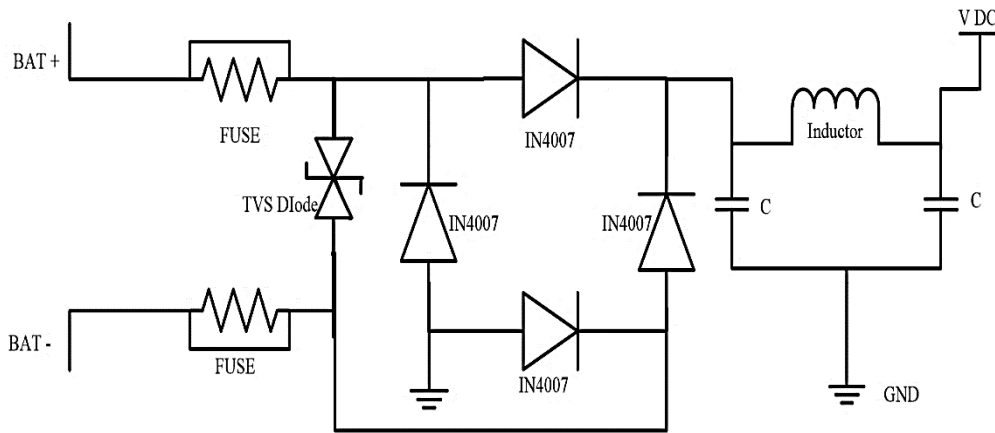 V DC
BAT +
FUSE
IN4007
Inductor
TVS DIode
IN4007
IN4007
C
C
BAT -
FUSE
IN4007
GND